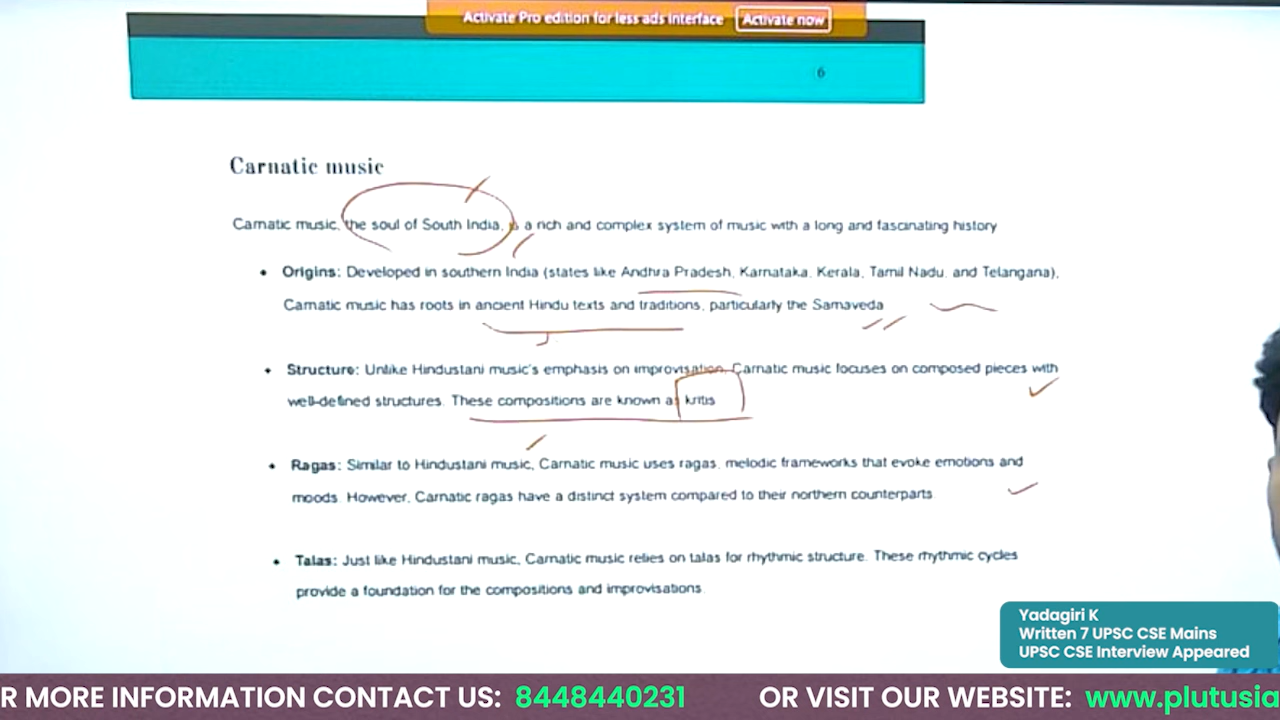 Activate Pro edition for less ads interface Activate now
6
Carnatic music
Carnatic music, the soul of South India, is a rich and complex system of music with a long and fascinating history
• Origins: Developed in southern India (states like Andhra Pradesh, Karnataka, Kerala, Tamil Nadu, and Telangana),
Carnatic music has roots in ancient Hindu texts and traditions, particularly the Samaveda
• Structure: Unlike Hindustani music's emphasis on improvisation, Carnatic music focuses on composed pieces with
well-defined structures. These compositions are known as kritis
• Ragas: Similar to Hindustani music, Carnatic music uses ragas, melodic frameworks that evoke emotions and
moods. However, Carnatic ragas have a distinct system compared to their northern counterparts.
• Talas: Just like Hindustani music, Carnatic music relies on talas for rhythmic structure. These rhythmic cycles
provide a foundation for the compositions and improvisations.
Yadagiri K
Written 7 UPSC CSE Mains
UPSC CSE Interview Appeared
R MORE INFORMATION CONTACT US: 8448440231 OR VISIT OUR WEBSITE: www.plutusia